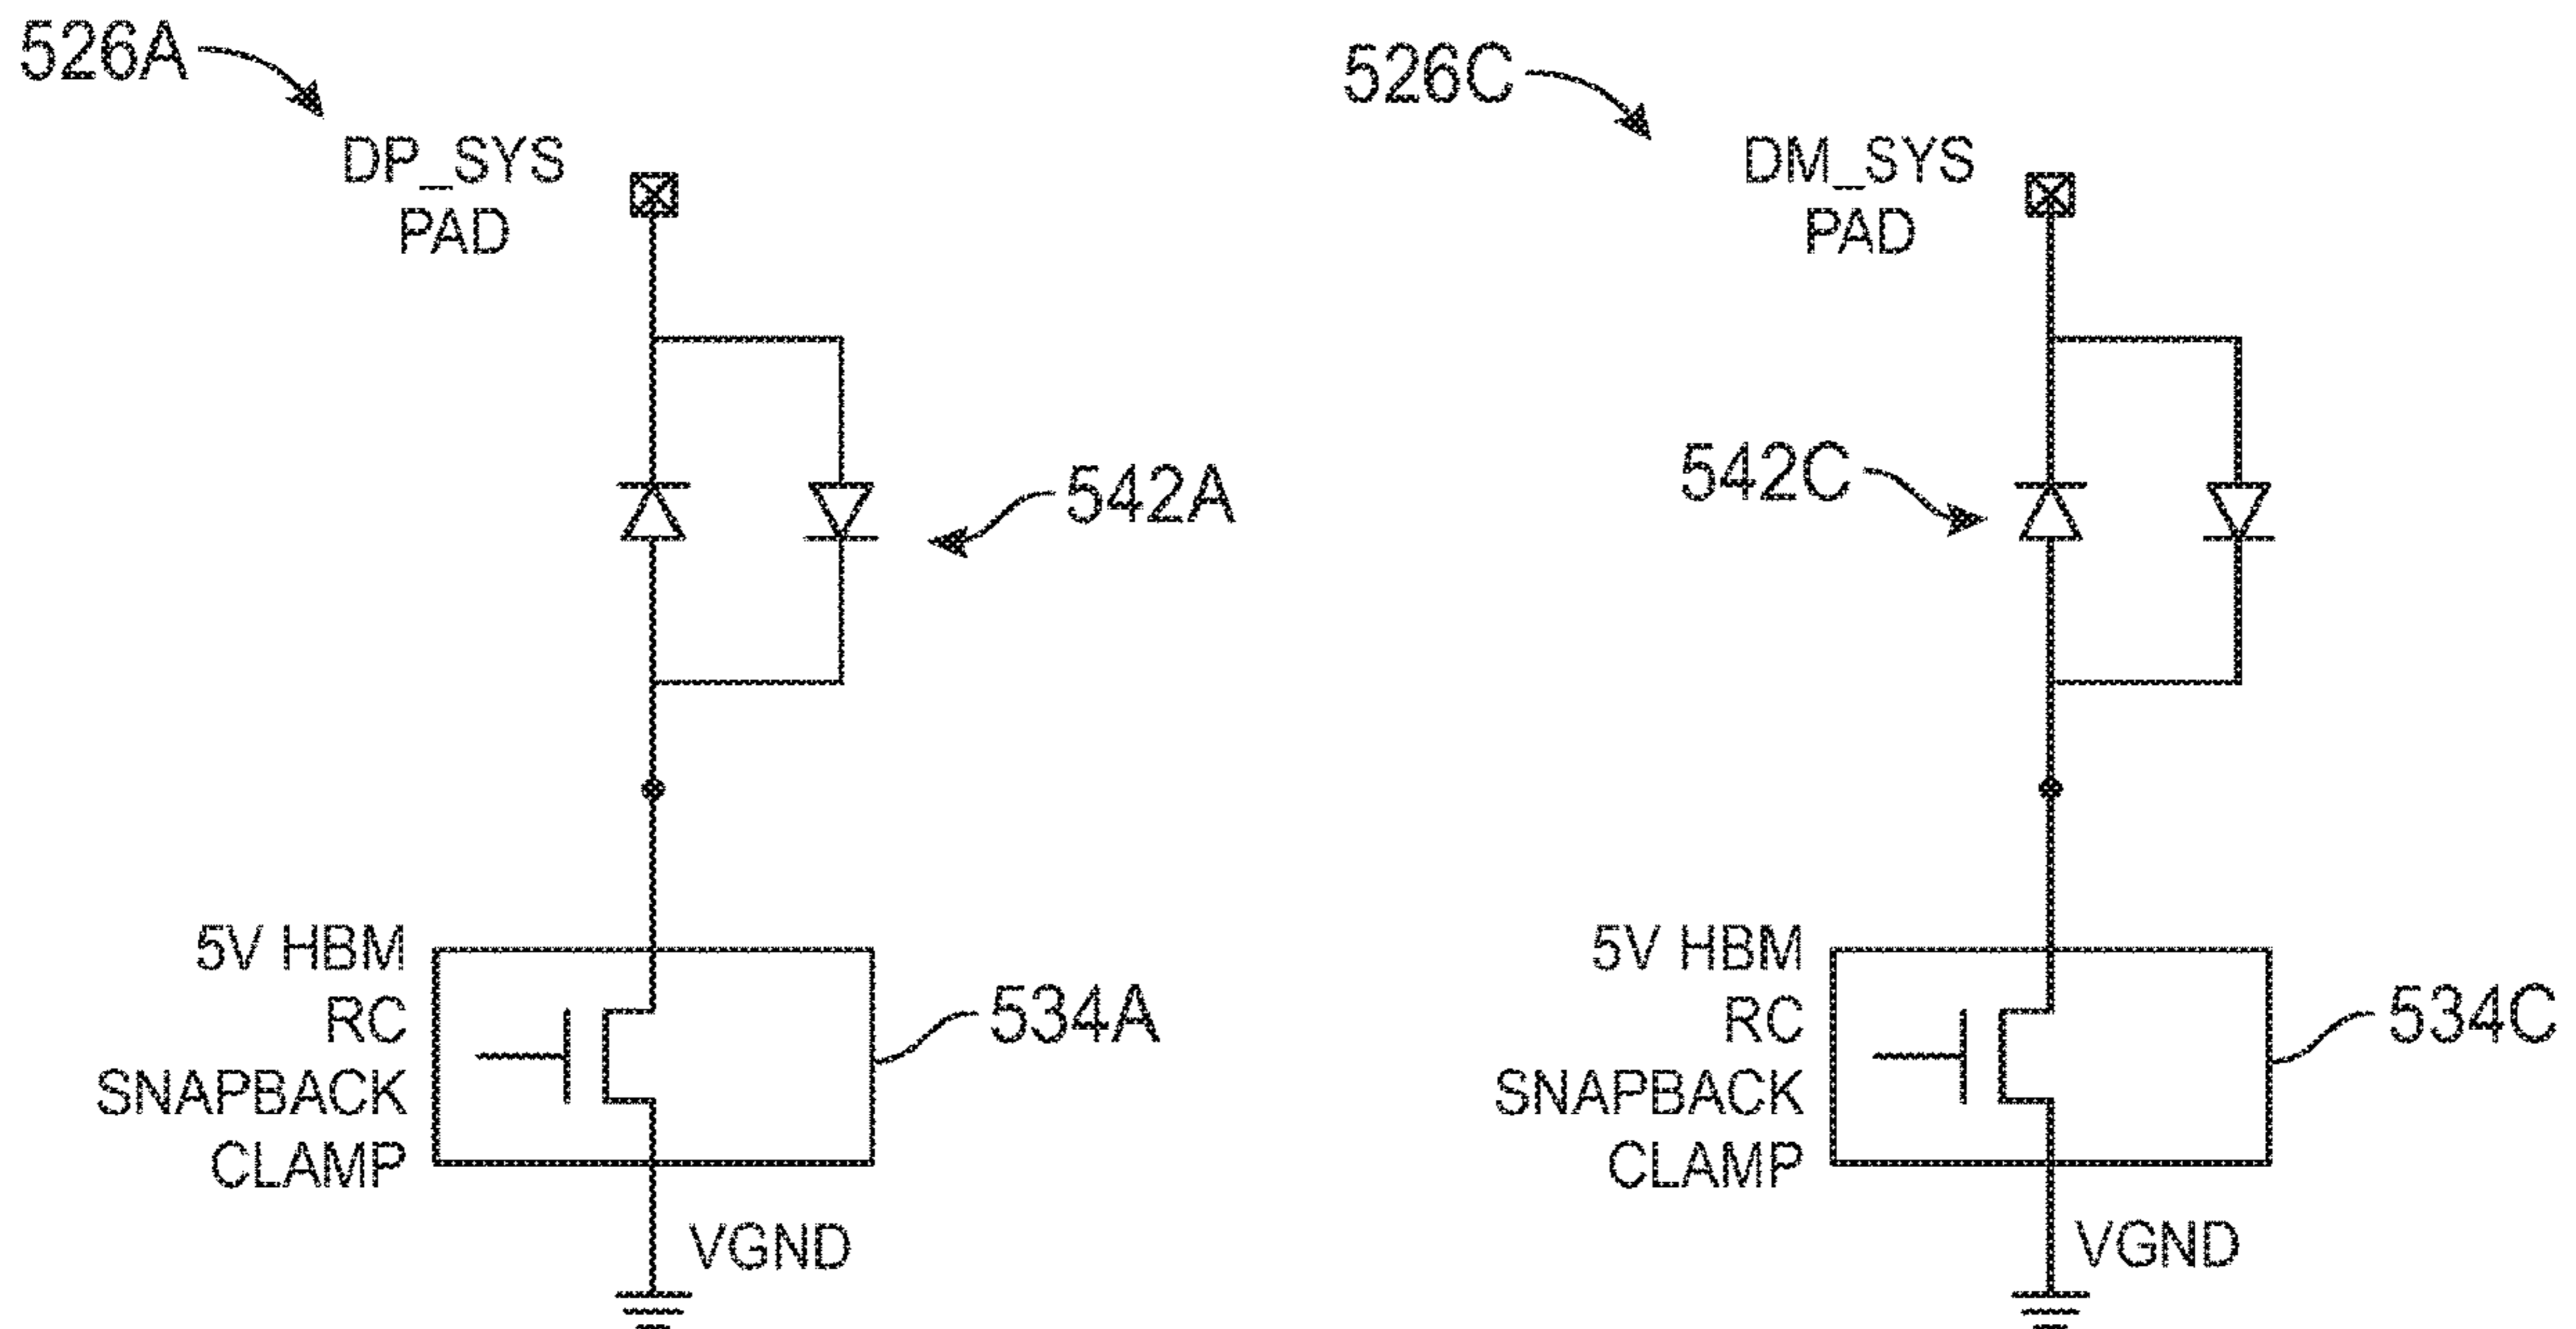 526A
DP_SYS
PAD
542A
5V HBM
RC
SNAPBACK
CLAMP
534A
VGND
526C
DM_SYS
PAD
542C
5V HBM
RC
SNAPBACK
CLAMP
534C
VGND